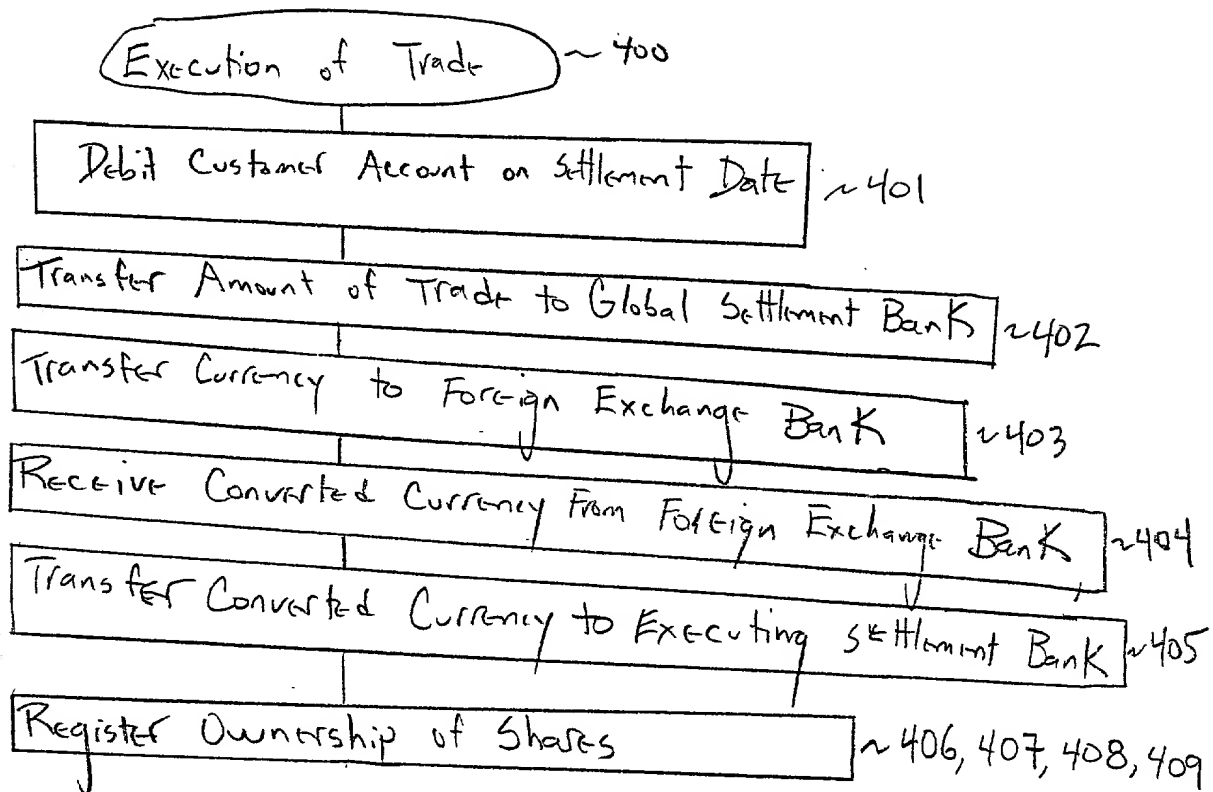 Execution of Trade ~ 400
Debit Customer Account on Settlement Date ~ 401
Transfer Amount of Trade to Global Settlement Bank ~ 402
Transfer Currency to Foreign Exchange Bank ~ 403
Receive Converted Currency From Foreign Exchange Bank ~ 404
Transfer Converted Currency to Executing Settlement Bank ~ 405
Register Ownership of Shares ~ 406, 407, 408, 409